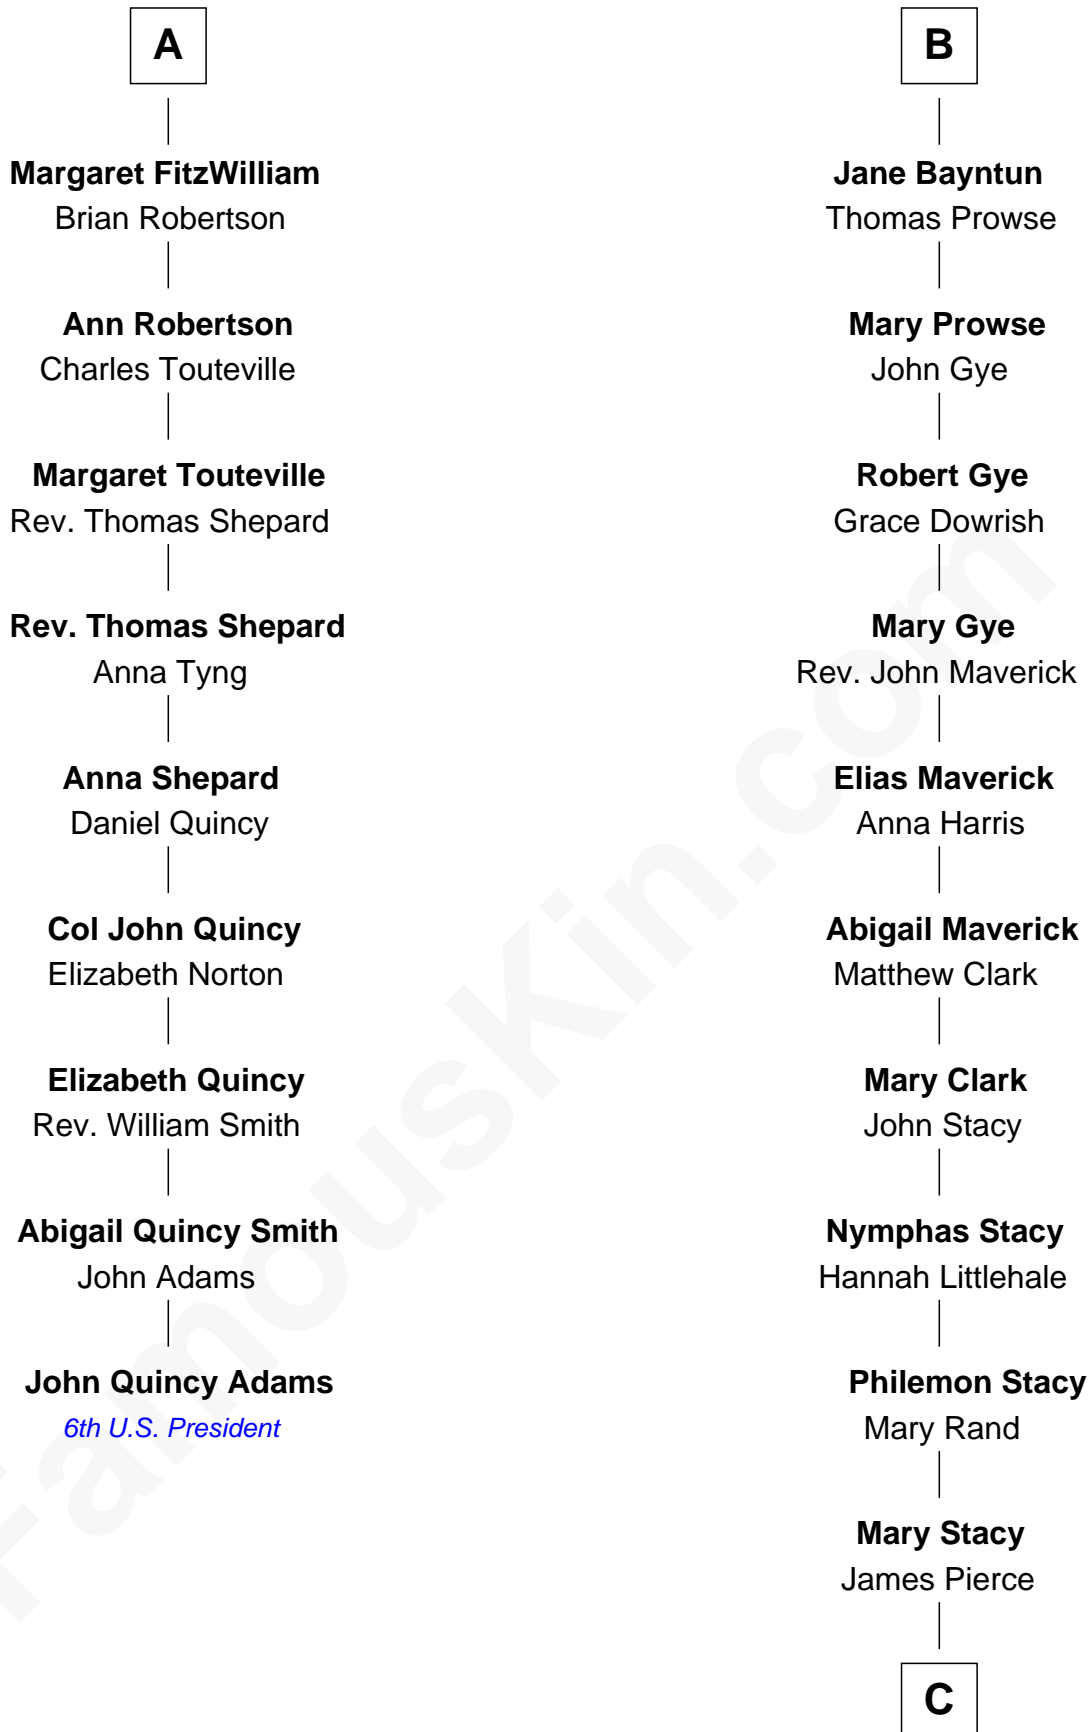 A
Margaret FitzWilliam
Brian Robertson
Ann Robertson
Charles Touteville
Margaret Touteville
Rev. Thomas Shepard
Rev. Thomas Shepard
Anna Tyng
Anna Shepard
Daniel Quincy
Col John Quincy
Elizabeth Norton
Elizabeth Quincy
Rev. William Smith
Abigail Quincy Smith
John Adams
John Quincy Adams
6th U.S. President
B
Jane Bayntun
Thomas Prowse
Mary Prowse
John Gye
Robert Gye
Grace Dowrish
Mary Gye
Rev. John Maverick
Elias Maverick
Anna Harris
Abigail Maverick
Matthew Clark
Mary Clark
John Stacy
Nymphas Stacy
Hannah Littlehale
Philemon Stacy
Mary Rand
Mary Stacy
James Pierce
C
FamousKin.com